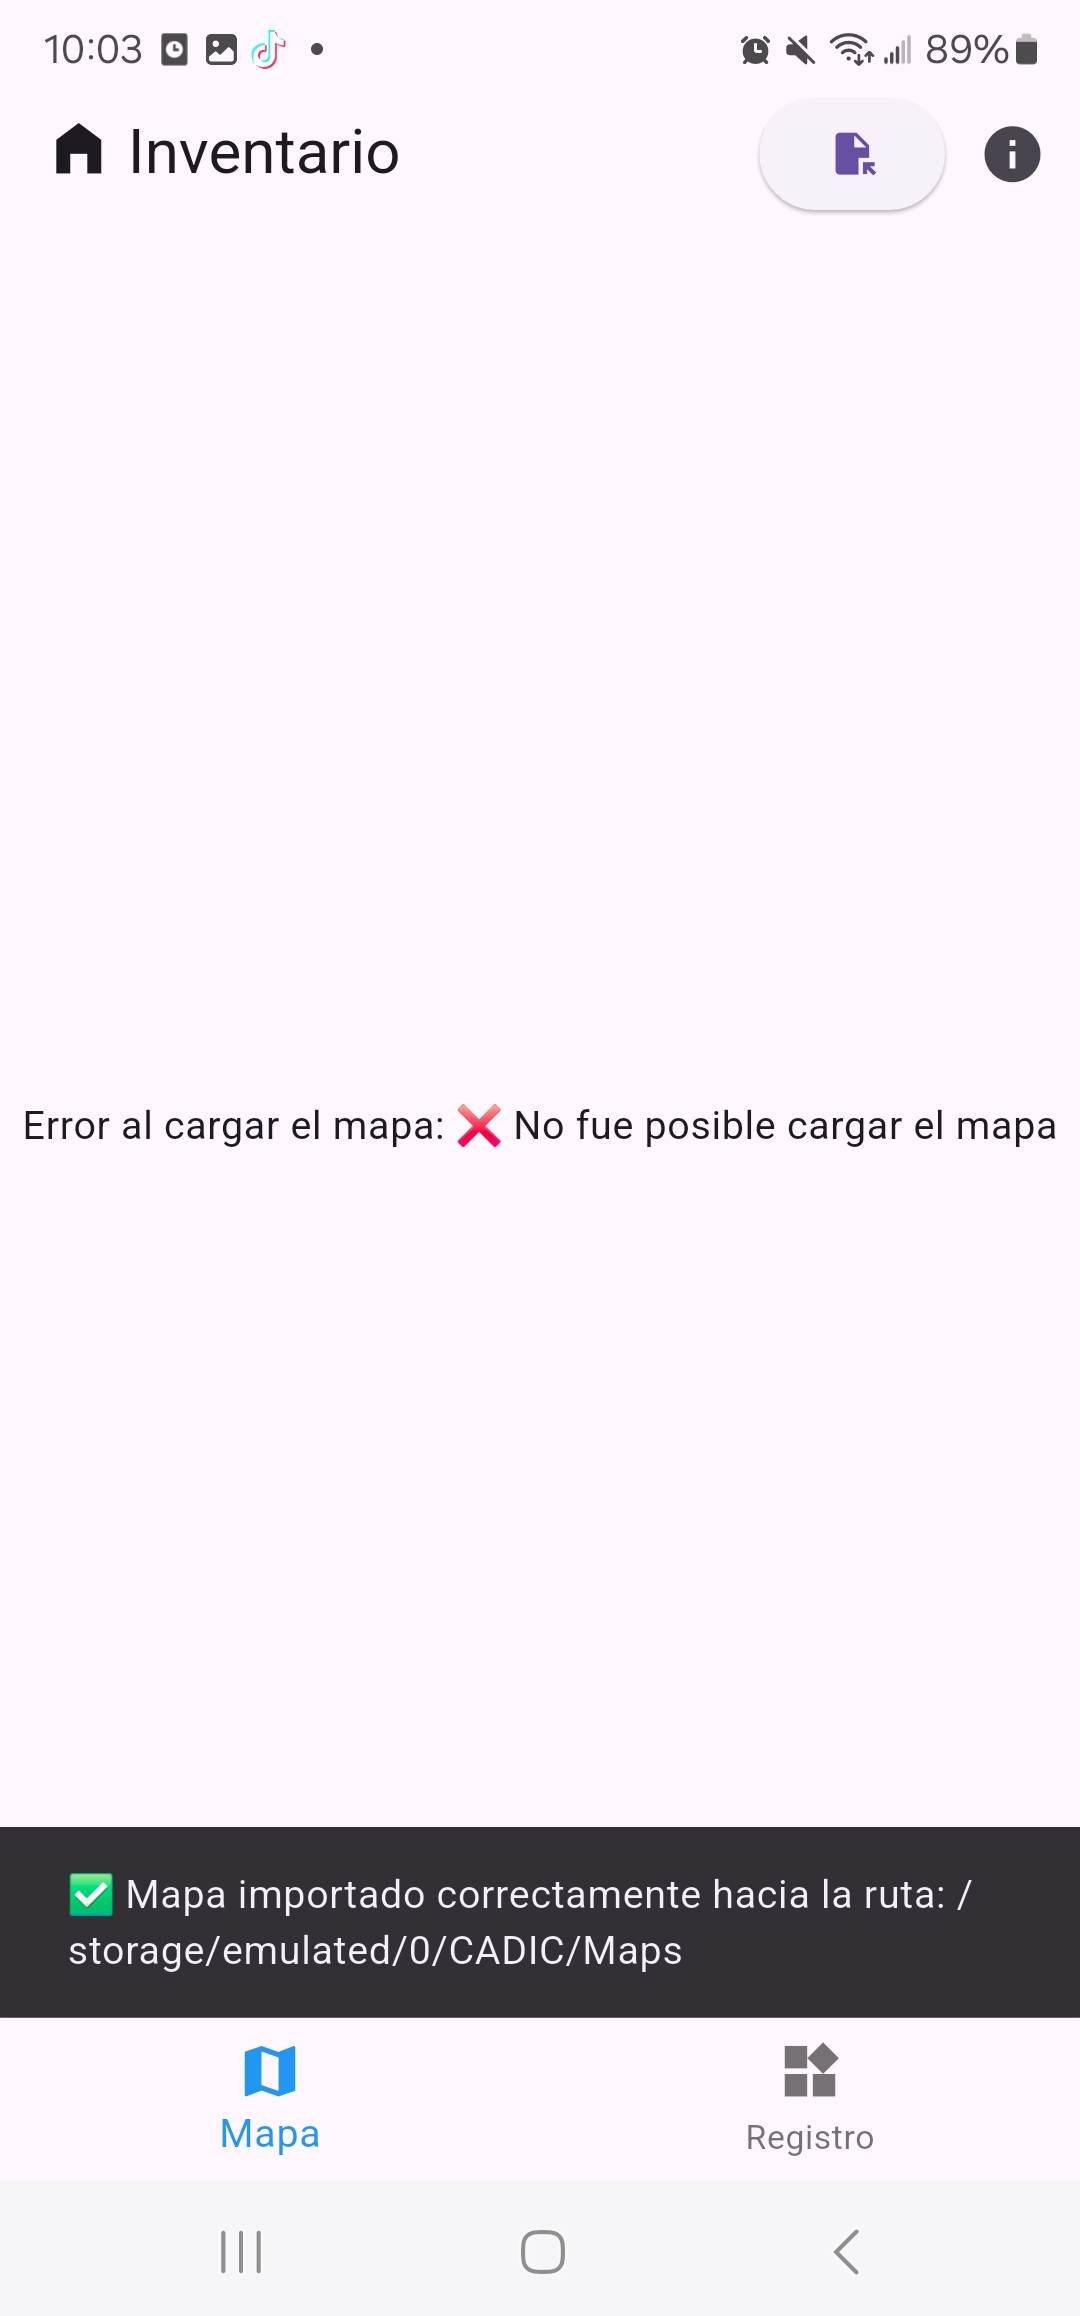 10:03
89%
Inventario
Error al cargar el mapa: ❌ No fue posible cargar el mapa
✅ Mapa importado correctamente hacia la ruta: /
storage/emulated/0/CADIC/Maps
Mapa
Registro